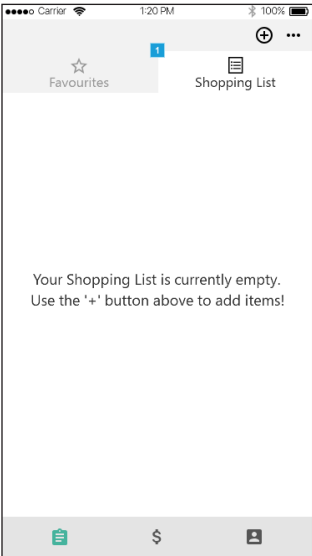 Carrier 1:20 PM 100%
1
Favourites Shopping List
Your Shopping List is currently empty.
Use the '+' button above to add items!
$